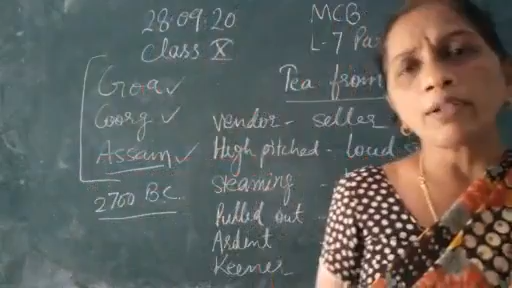 28.09.20
Class X
MCB
L-7 Pa
Goa ✓
Coorg ✓
Assam ✓
2700 BC.
Tea from
vendor - seller
High pitched - loud s
steaming -
Pulled out -
Ardent
Keener